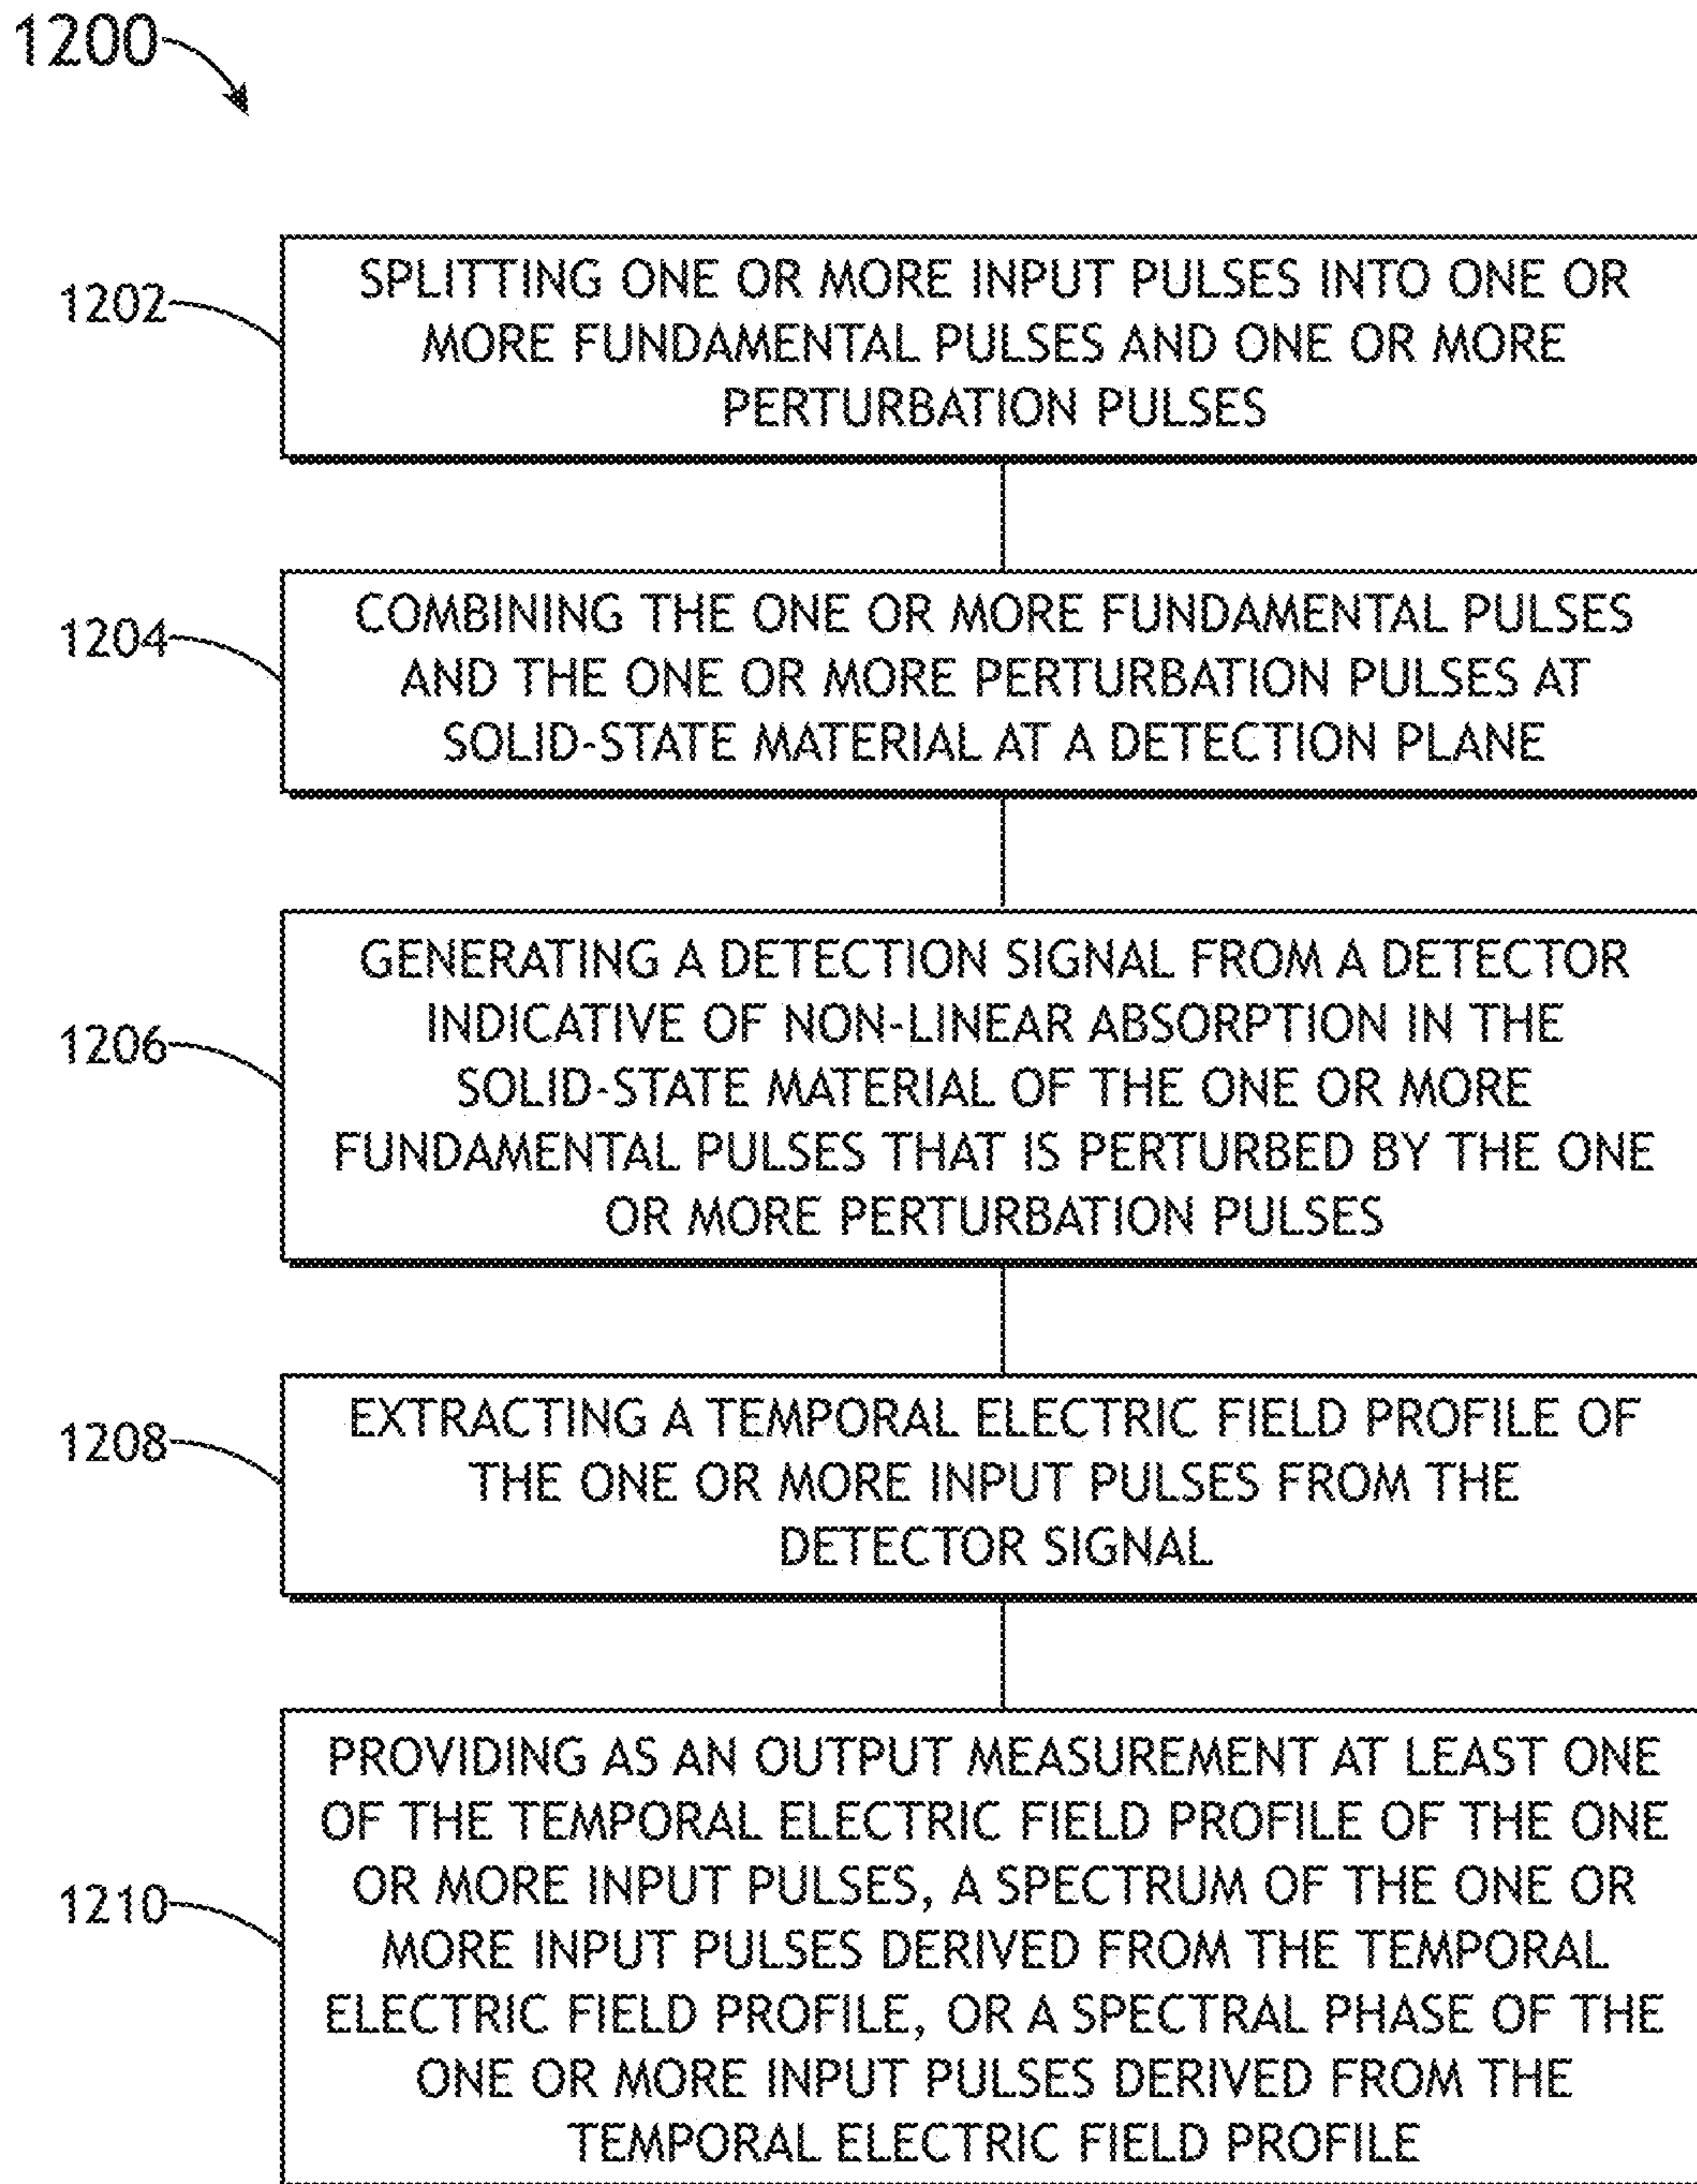 1200
1202
SPLITTING ONE OR MORE INPUT PULSES INTO ONE OR
MORE FUNDAMENTAL PULSES AND ONE OR MORE
PERTURBATION PULSES
1204
COMBINING THE ONE OR MORE FUNDAMENTAL PULSES
AND THE ONE OR MORE PERTURBATION PULSES AT
SOLID-STATE MATERIAL AT A DETECTION PLANE
1206
GENERATING A DETECTION SIGNAL FROM A DETECTOR
INDICATIVE OF NON-LINEAR ABSORPTION IN THE
SOLID-STATE MATERIAL OF THE ONE OR MORE
FUNDAMENTAL PULSES THAT IS PERTURBED BY THE ONE
OR MORE PERTURBATION PULSES
1208
EXTRACTING A TEMPORAL ELECTRIC FIELD PROFILE OF
THE ONE OR MORE INPUT PULSES FROM THE
DETECTOR SIGNAL
1210
PROVIDING AS AN OUTPUT MEASUREMENT AT LEAST ONE
OF THE TEMPORAL ELECTRIC FIELD PROFILE OF THE ONE
OR MORE INPUT PULSES, A SPECTRUM OF THE ONE OR
MORE INPUT PULSES DERIVED FROM THE TEMPORAL
ELECTRIC FIELD PROFILE, OR A SPECTRAL PHASE OF THE
ONE OR MORE INPUT PULSES DERIVED FROM THE
TEMPORAL ELECTRIC FIELD PROFILE